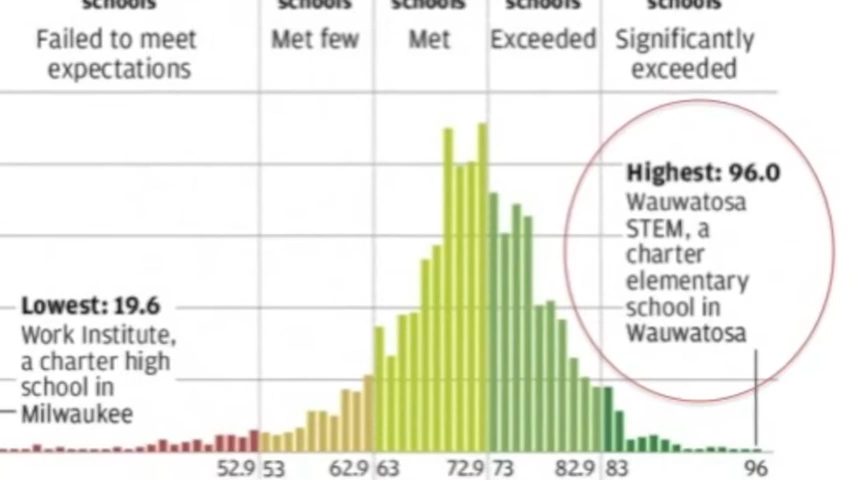 schools schools schools schools schools
Failed to meet
expectations
Met few
Met
Exceeded
Significantly
exceeded
Highest: 96.0
Wauwatosa
STEM, a
charter
elementary
school in
Wauwatosa
Lowest: 19.6
Work Institute,
a charter high
school in
Milwaukee
52.9 53 62.9 63 72.9 73 82.9 83 96